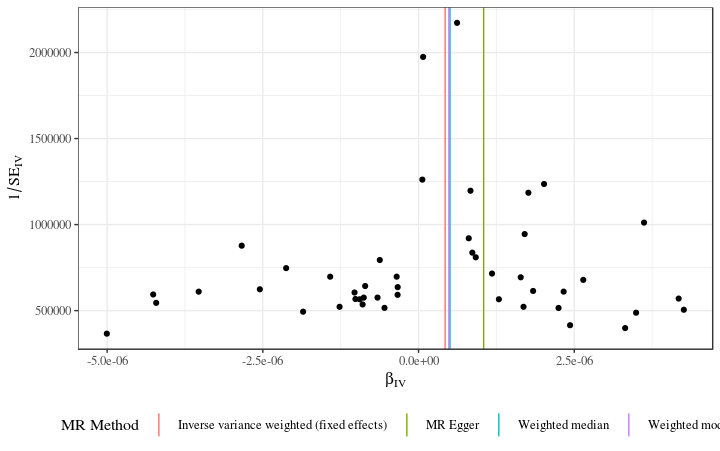 2000000
1500000
1000000
500000
1/SE_IV
-5.0e-06 -2.5e-06 0.0e+00 2.5e-06
β_IV
MR Method Inverse variance weighted (fixed effects) MR Egger Weighted median Weighted